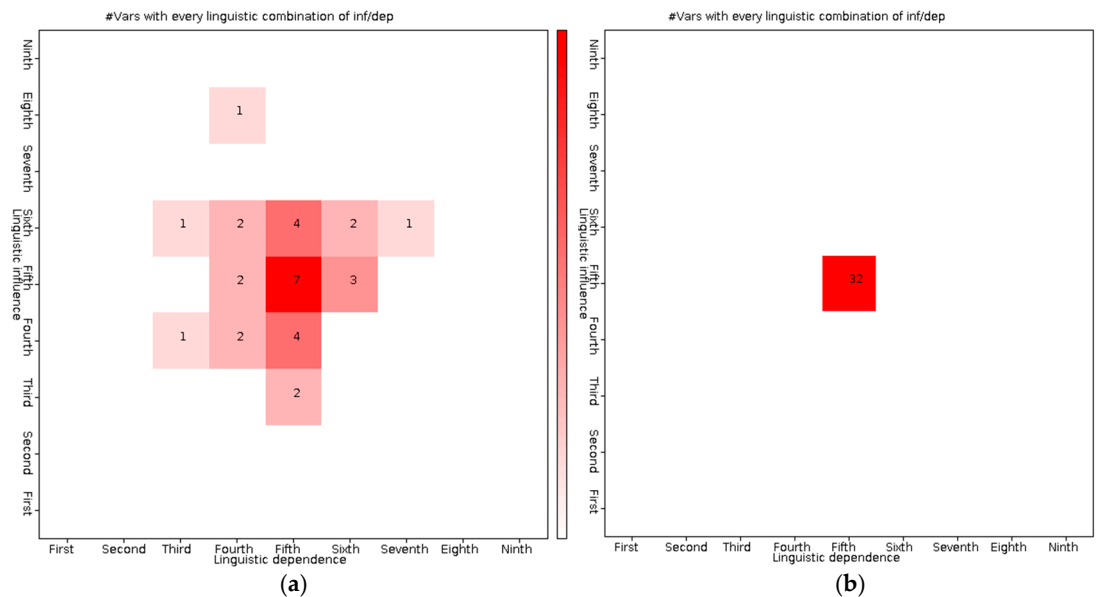 #Vars with every linguistic combination of inf/dep
Ninth
Eighth
Seventh
Sixth
Fifth
Fourth
Third
Second
First
Linguistic influence
1
1 2 4 2 1
2 7 3
1 2 4
2
First Second Third Fourth Fifth Sixth Seventh Eighth Ninth
Linguistic dependence
(a)
#Vars with every linguistic combination of inf/dep
Ninth
Eighth
Seventh
Sixth
Fifth
Fourth
Third
Second
First
Linguistic influence
32
First Second Third Fourth Fifth Sixth Seventh Eighth Ninth
Linguistic dependence
(b)